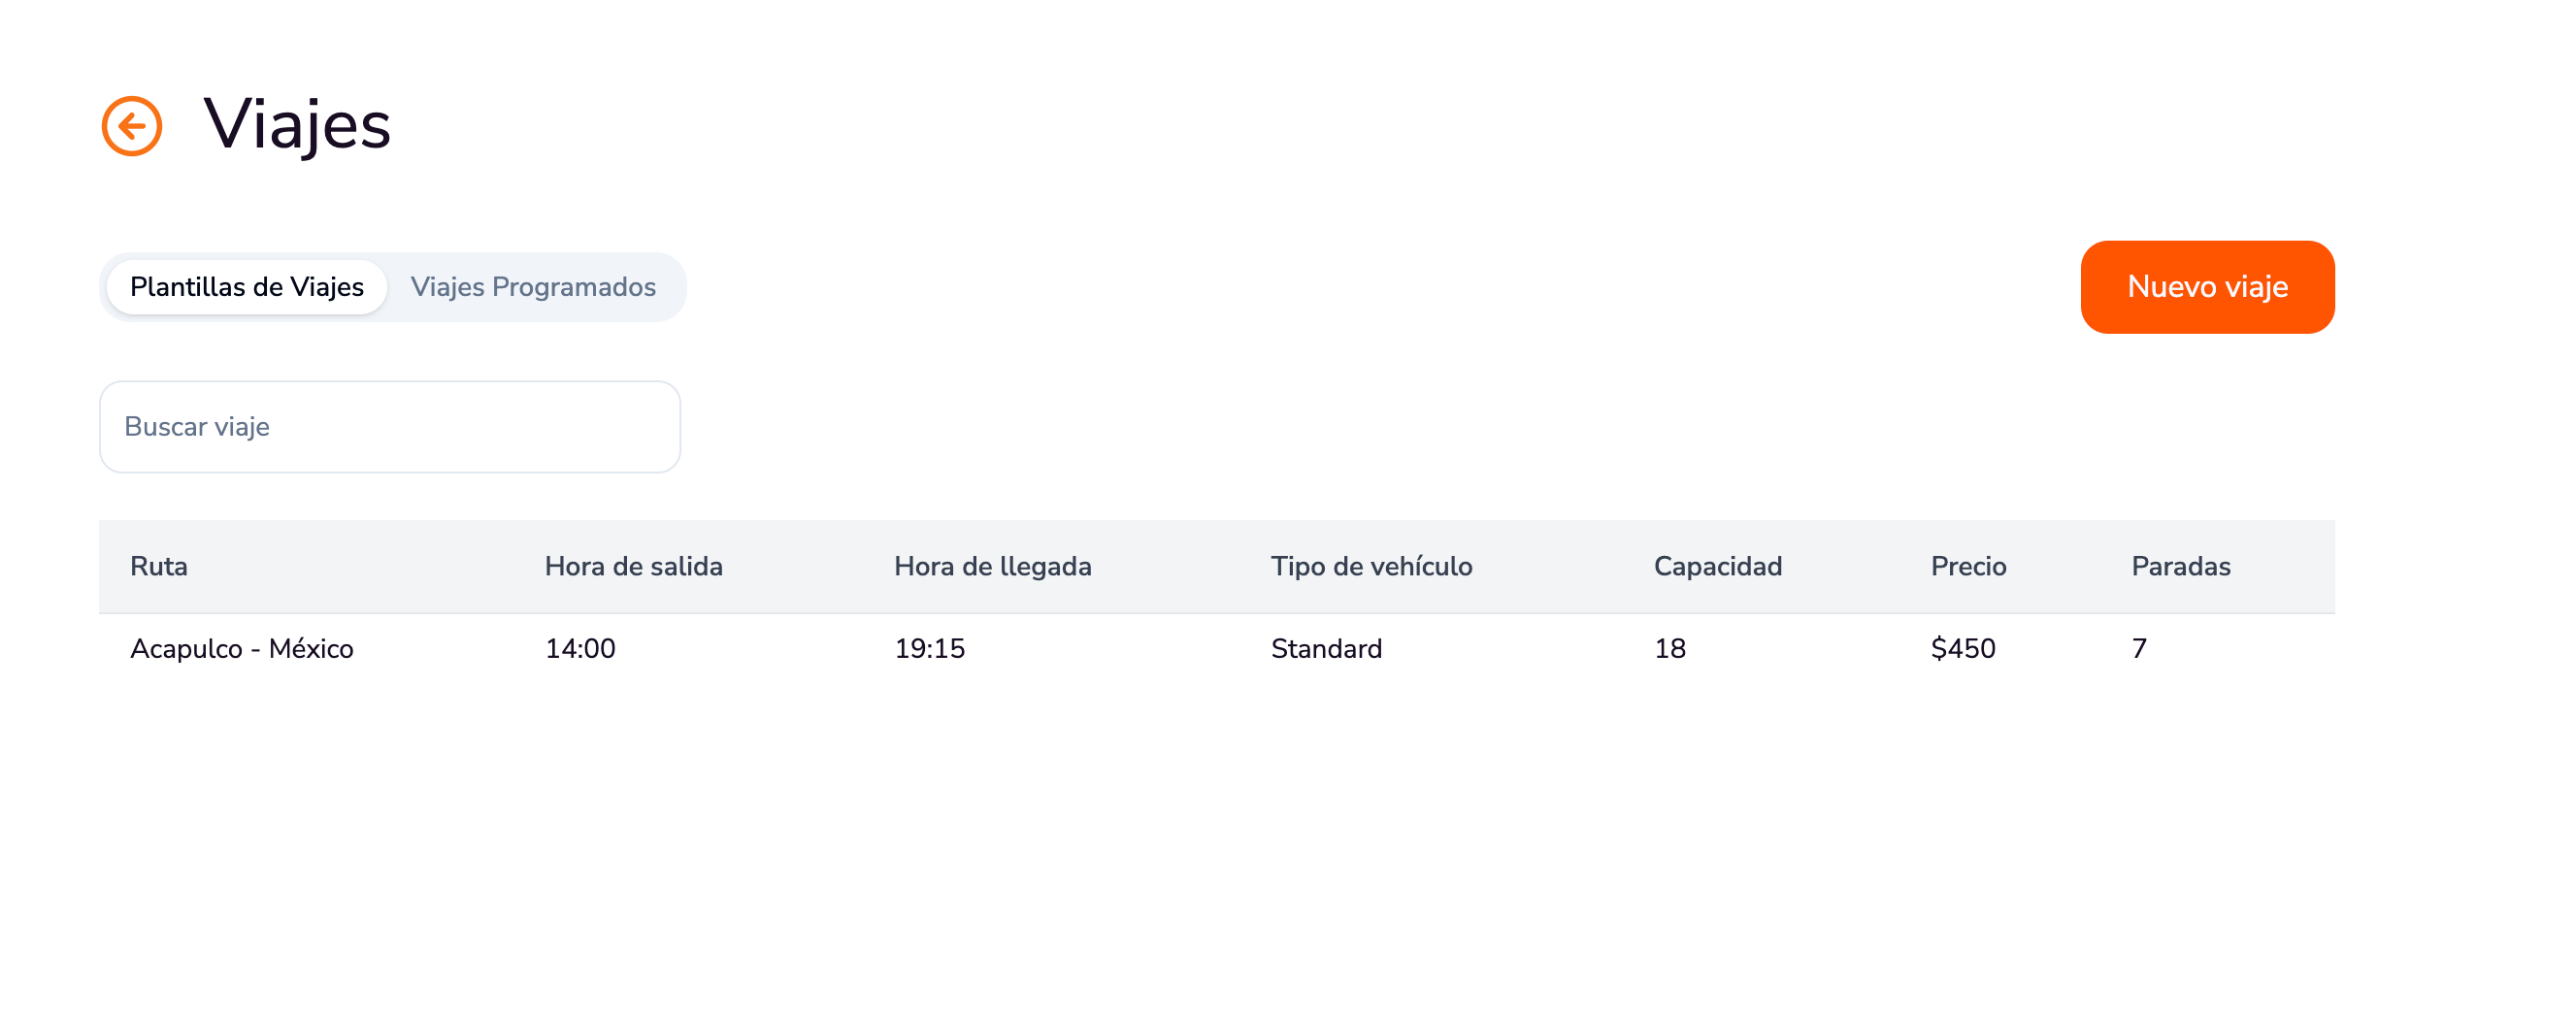 Viajes
Plantillas de Viajes Viajes Programados Nuevo viaje
Buscar viaje
Ruta Hora de salida Hora de llegada Tipo de vehículo Capacidad Precio Paradas
Acapulco - México 14:00 19:15 Standard 18 $450 7